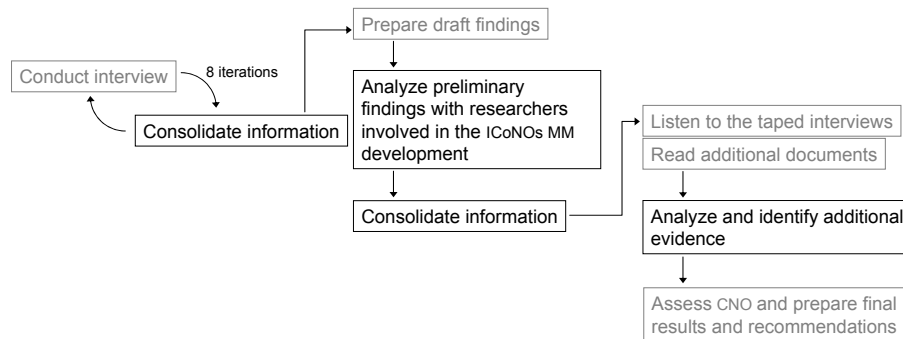 Prepare draft findings
Conduct interview
8 iterations
Consolidate information
Analyze preliminary
findings with researchers
involved in the ICoNOs MM
development
Consolidate information
Listen to the taped interviews
Read additional documents
Analyze and identify additional
evidence
Assess CNO and prepare final
results and recommendations